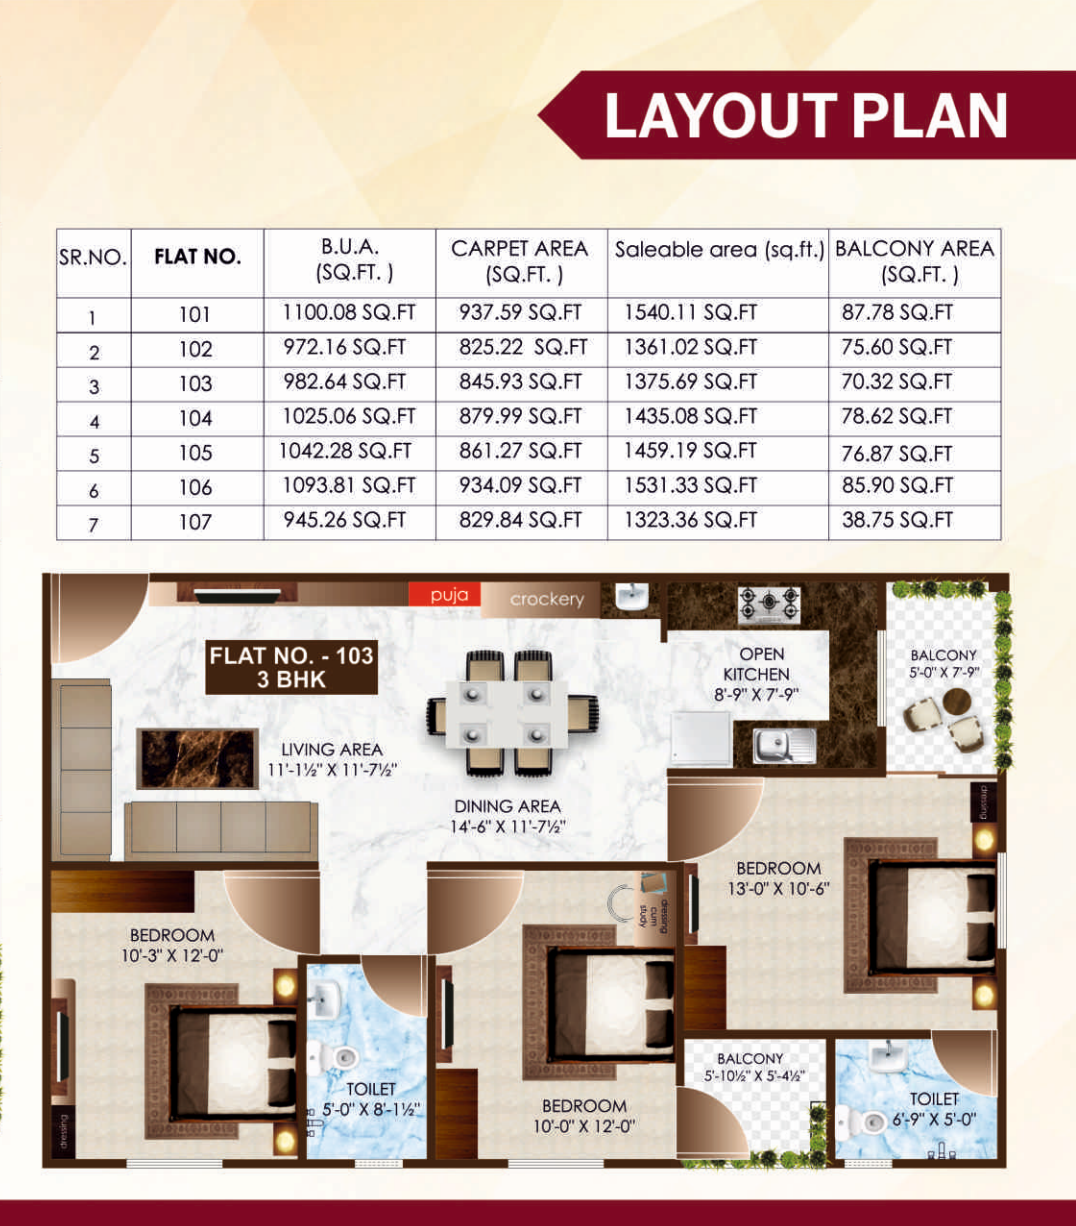 LAYOUT PLAN
SR.NO. FLAT NO. B.U.A. (SQ.FT. ) CARPET AREA (SQ.FT. ) Saleable area (sq.ft.) BALCONY AREA (SQ.FT. )
1 101 1100.08 SQ.FT 937.59 SQ.FT 1540.11 SQ.FT 87.78 SQ.FT
2 102 972.16 SQ.FT 825.22 SQ.FT 1361.02 SQ.FT 75.60 SQ.FT
3 103 982.64 SQ.FT 845.93 SQ.FT 1375.69 SQ.FT 70.32 SQ.FT
4 104 1025.06 SQ.FT 879.99 SQ.FT 1435.08 SQ.FT 78.62 SQ.FT
5 105 1042.28 SQ.FT 861.27 SQ.FT 1459.19 SQ.FT 76.87 SQ.FT
6 106 1093.81 SQ.FT 934.09 SQ.FT 1531.33 SQ.FT 85.90 SQ.FT
7 107 945.26 SQ.FT 829.84 SQ.FT 1323.36 SQ.FT 38.75 SQ.FT
puja
crockery
FLAT NO. - 103
3 BHK
OPEN
KITCHEN
8'-9" X 7'-9"
BALCONY
5'-0" X 7'-9"
LIVING AREA
11'-1½" X 11'-7½"
DINING AREA
14'-6" X 11'-7½"
dressing
BEDROOM
13'-0" X 10'-6"
dressing
cum
study
BEDROOM
10'-3" X 12'-0"
TOILET
5'-0" X 8'-1½"
BEDROOM
10'-0" X 12'-0"
BALCONY
5'-10½" X 5'-4½"
TOILET
6'-9" X 5'-0"
dressing